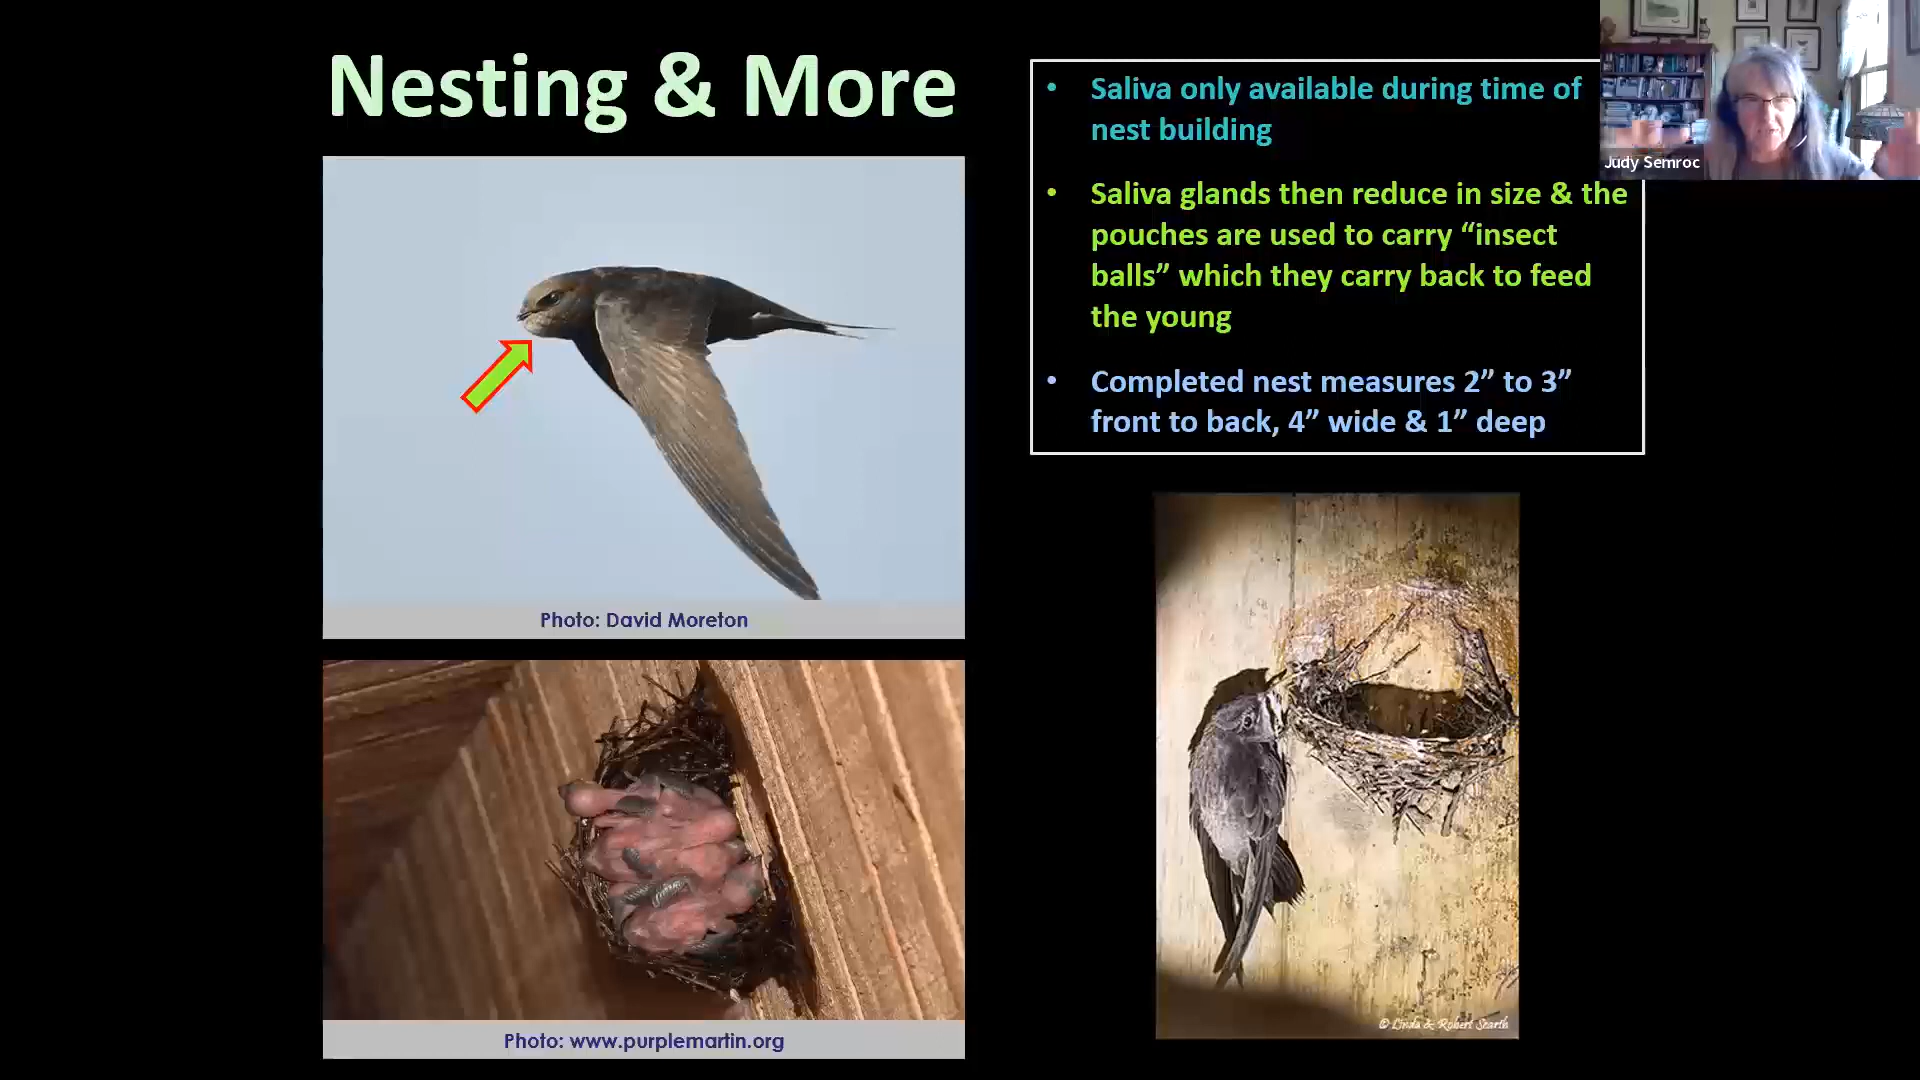 Nesting & More
• Saliva only available during time of
nest building
• Saliva glands then reduce in size & the
pouches are used to carry “insect
balls” which they carry back to feed
the young
• Completed nest measures 2” to 3”
front to back, 4” wide & 1” deep
Judy Semroc
Photo: David Moreton
Photo: www.purplemartin.org
© Linda & Robert Scarth